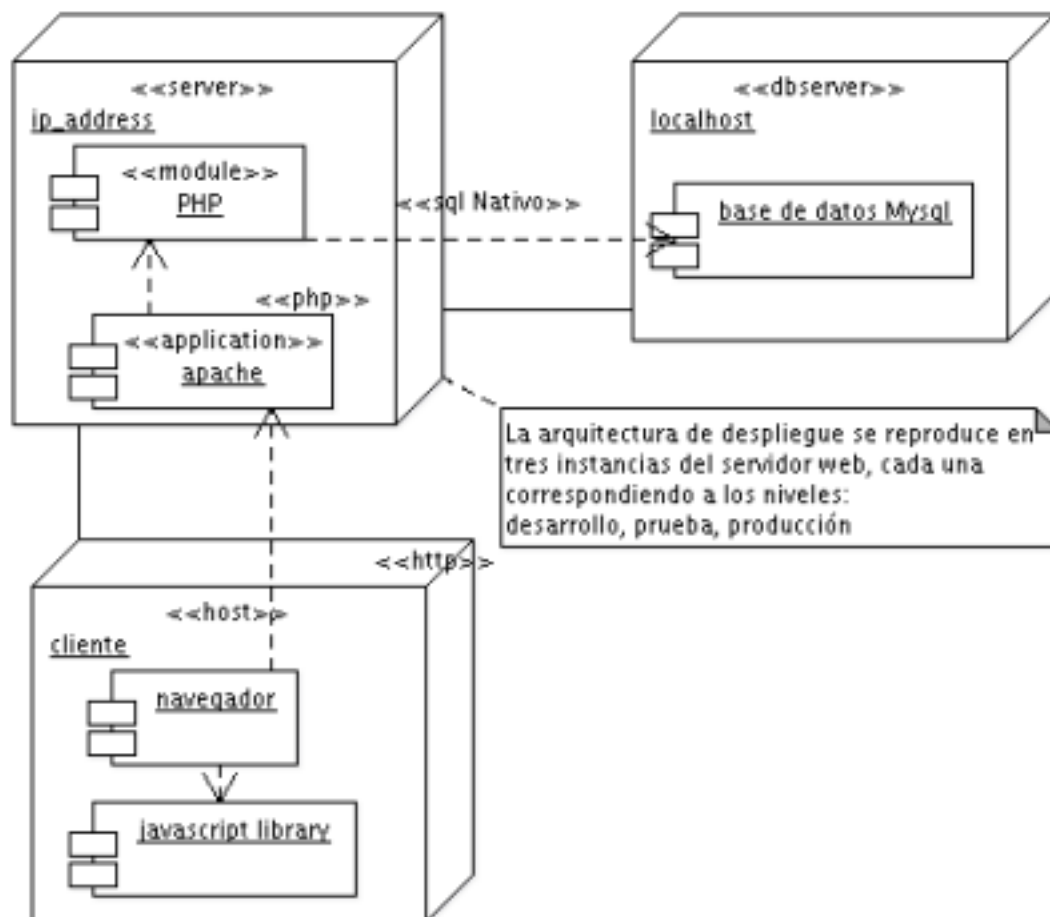 <<server>>
ip_address
<<module>>
PHP
<<sql Nativo>>
<<dbserver>>
localhost
base de datos Mysql
<<php>>
<<application>>
apache
La arquitectura de despliegue se reproduce en
tres instancias del servidor web, cada una
correspondiendo a los niveles:
desarrollo, prueba, producción
<<http>>
<<host>>
cliente
navegador
javascript library